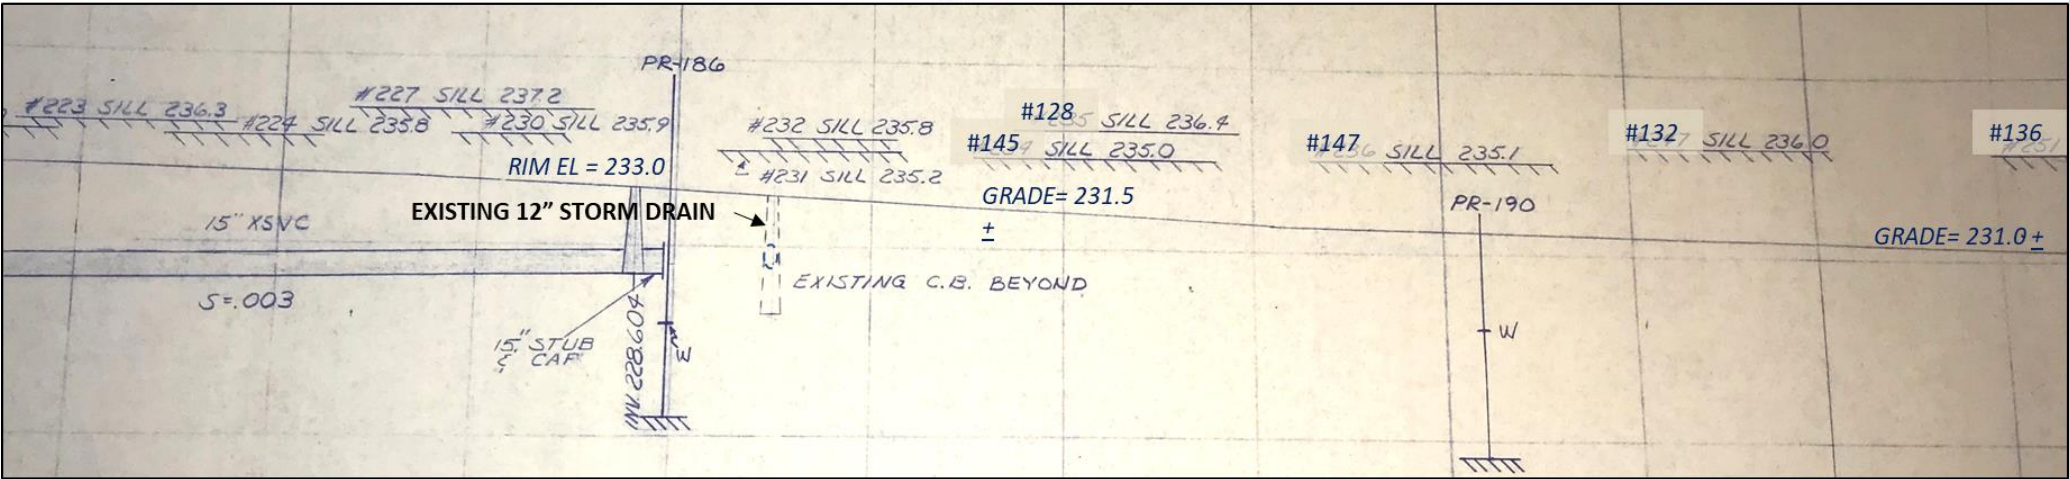 PR-186
#223 SILL 236.3
#227 SILL 237.2
#224 SILL 235.8
#230 SILL 235.9
#232 SILL 235.8
#231 SILL 235.2
#128
SILL 236.4
#145
SILL 235.0
#147
SILL 235.1
#132
SILL 236.0
#136
RIM EL = 233.0
GRADE= 231.5
±
PR-190
GRADE= 231.0 ±
EXISTING 12” STORM DRAIN
15" XSVC
EXISTING C.B. BEYOND
S=.003
15" STUB
& CAP
INV. 228.604
W
W